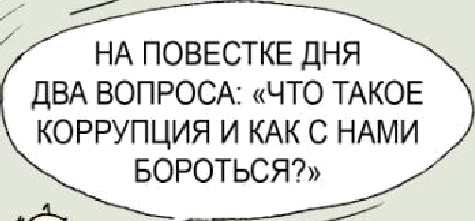 НА ПОВЕСТКЕ ДНЯ
ДВА ВОПРОСА: «ЧТО ТАКОЕ
КОРРУПЦИЯ И КАК С НАМИ
БОРОТЬСЯ?»